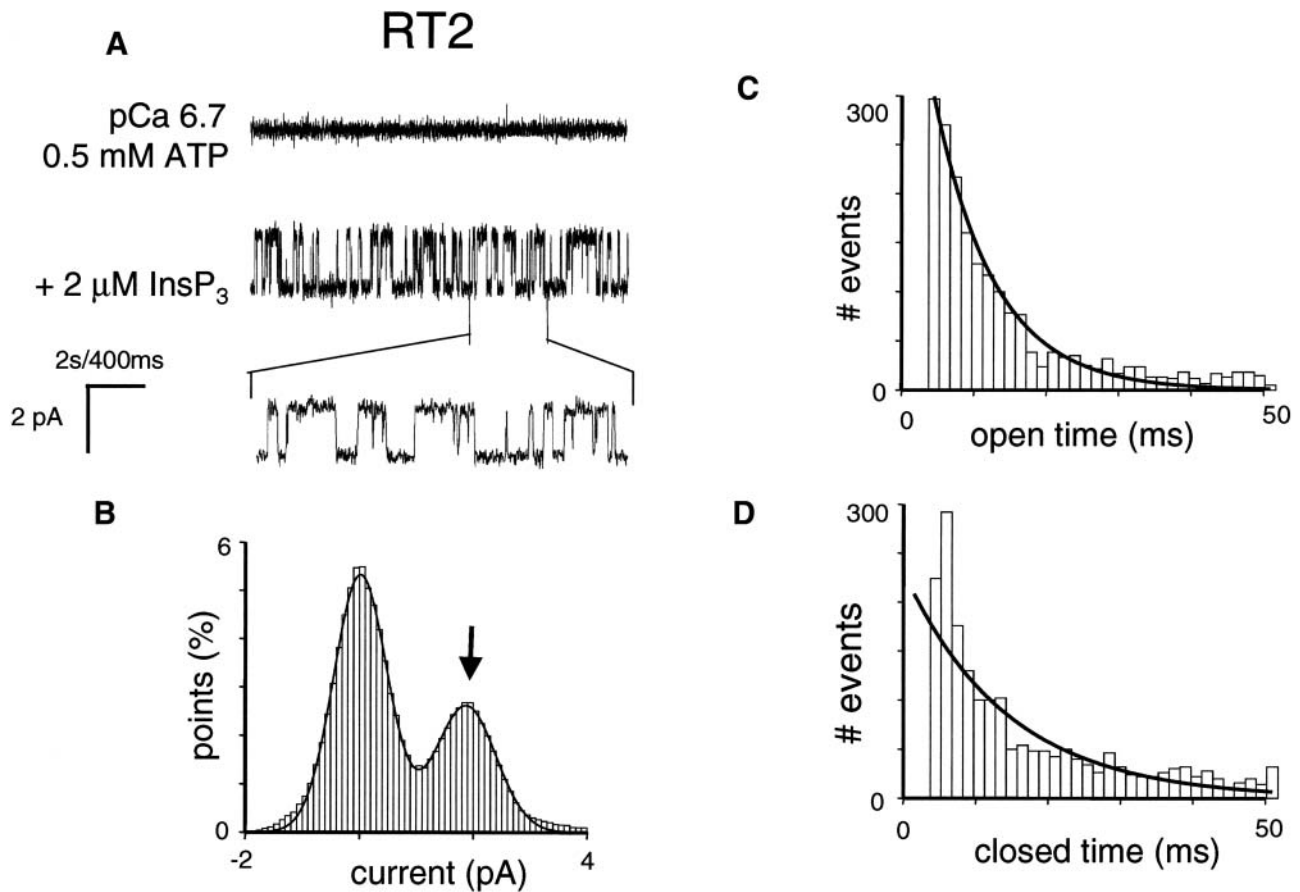 RT2
A
pCa 6.7
0.5 mM ATP
+ 2 μM InsP₃
2s/400ms
2 pA
B
6
points (%)
0
-2
4
current (pA)
C
300
# events
0
0
50
open time (ms)
D
300
# events
0
0
50
closed time (ms)